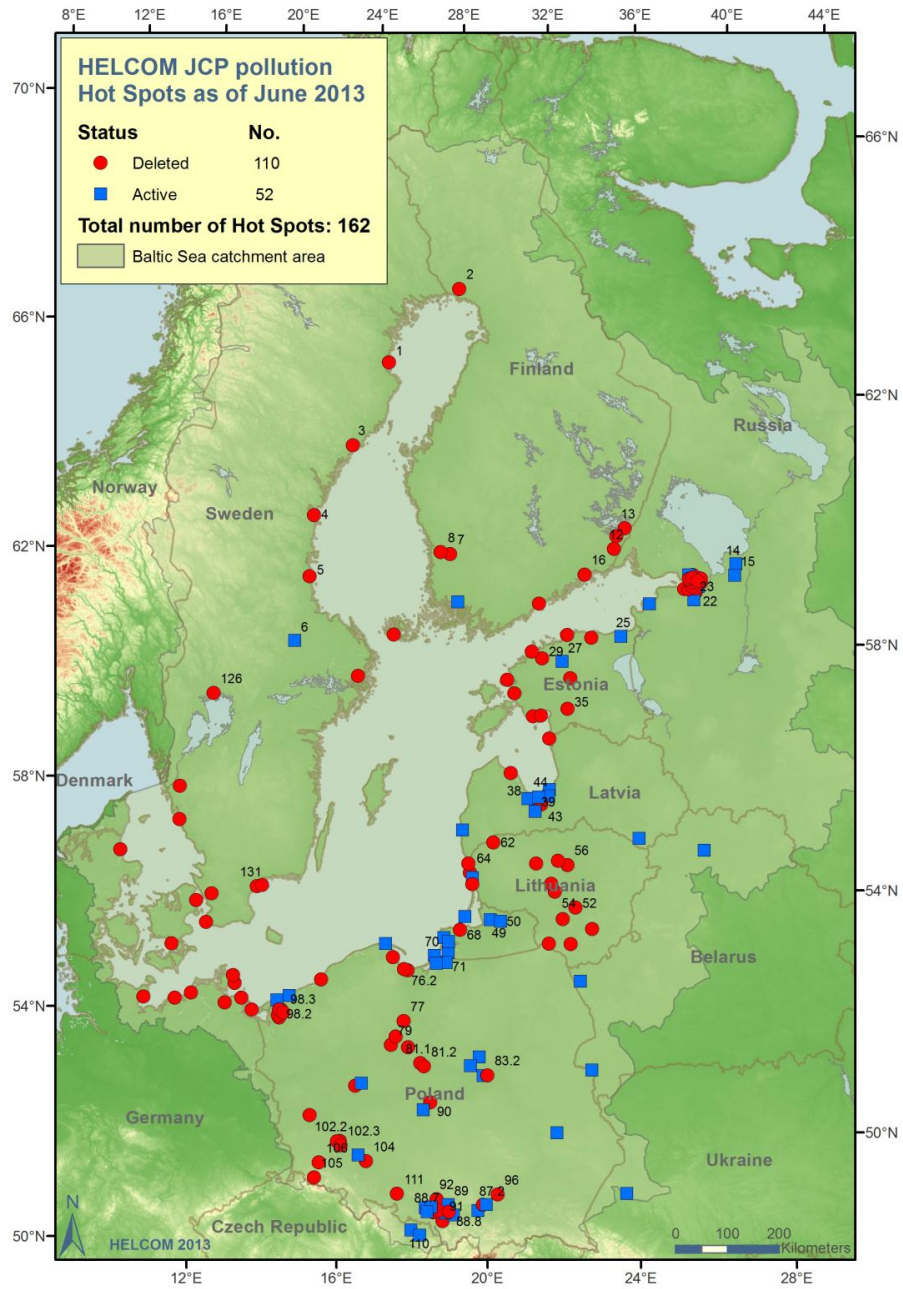 8°E 12°E 16°E 20°E 24°E 28°E 32°E 36°E 40°E 44°E
HELCOM JCP pollution
Hot Spots as of June 2013
Status No.
Deleted 110
Active 52
Total number of Hot Spots: 162
Baltic Sea catchment area
70°N
66°N
2
66°N
1
Finland
62°N
3
Russia
Norway
Sweden
4
13
12
8 7
14
62°N
15
16
5
23
22
6
25
27
58°N
29
126
Estonia
35
58°N
Denmark
44
38
Latvia
39
43
62
56
64
131
Lithuania
54°N
54 52
50
49
68
70
Belarus
71
76.2
98.3
54°N
98.2
77
79
81.1 81.2
83.2
Poland
90
Germany
102.2 102.3
50°N
106
104
105
Ukraine
111
92 89 87.2
96
88.7
91
88.8
N
Czech Republic
110
0 100 200
Kilometers
HELCOM 2013
50°N
12°E 16°E 20°E 24°E 28°E